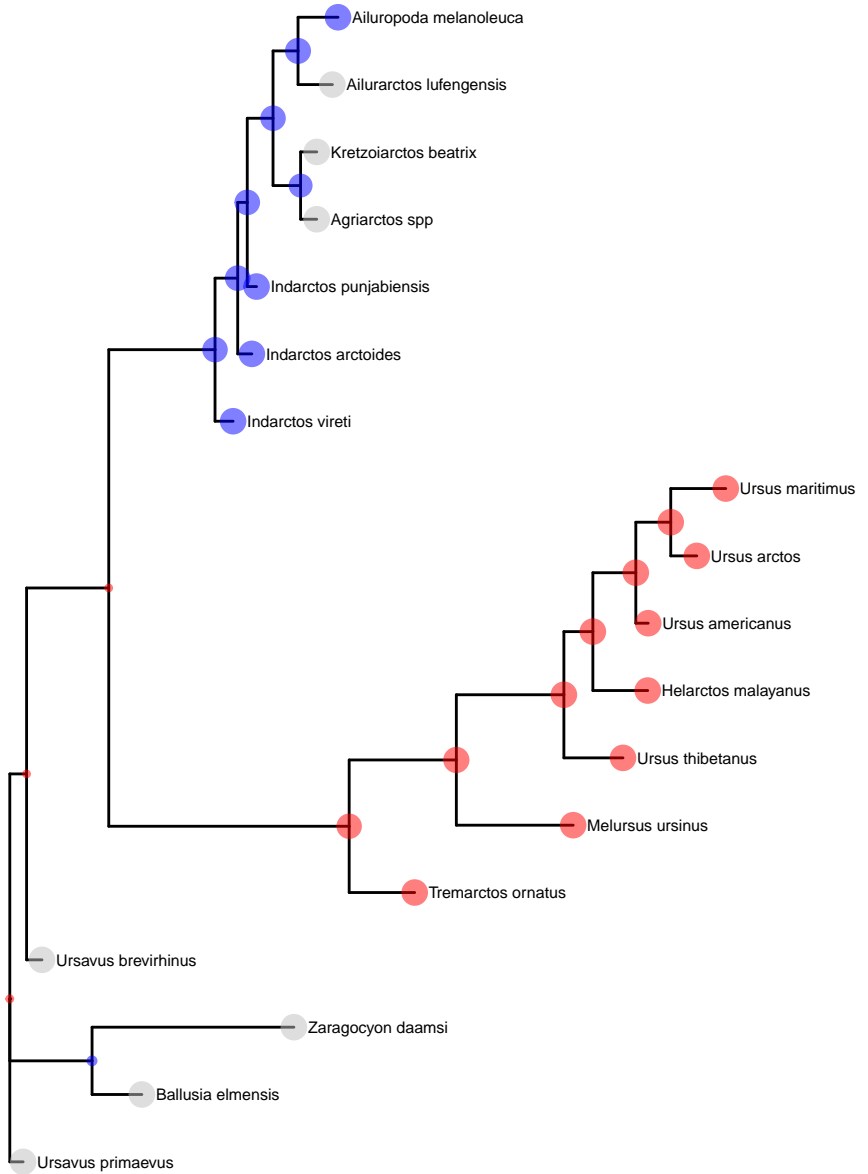 Ailuropoda melanoleuca
Ailurarctos lufengensis
Kretzoiarctos beatrix
Agriarctos spp
Indarctos punjabiensis
Indarctos arctoides
Indarctos vireti
Ursus maritimus
Ursus arctos
Ursus americanus
Helarctos malayanus
Ursus thibetanus
Melursus ursinus
Tremarctos ornatus
Ursavus brevirhinus
Zaragocyon daamsi
Ballusia elmensis
Ursavus primaevus